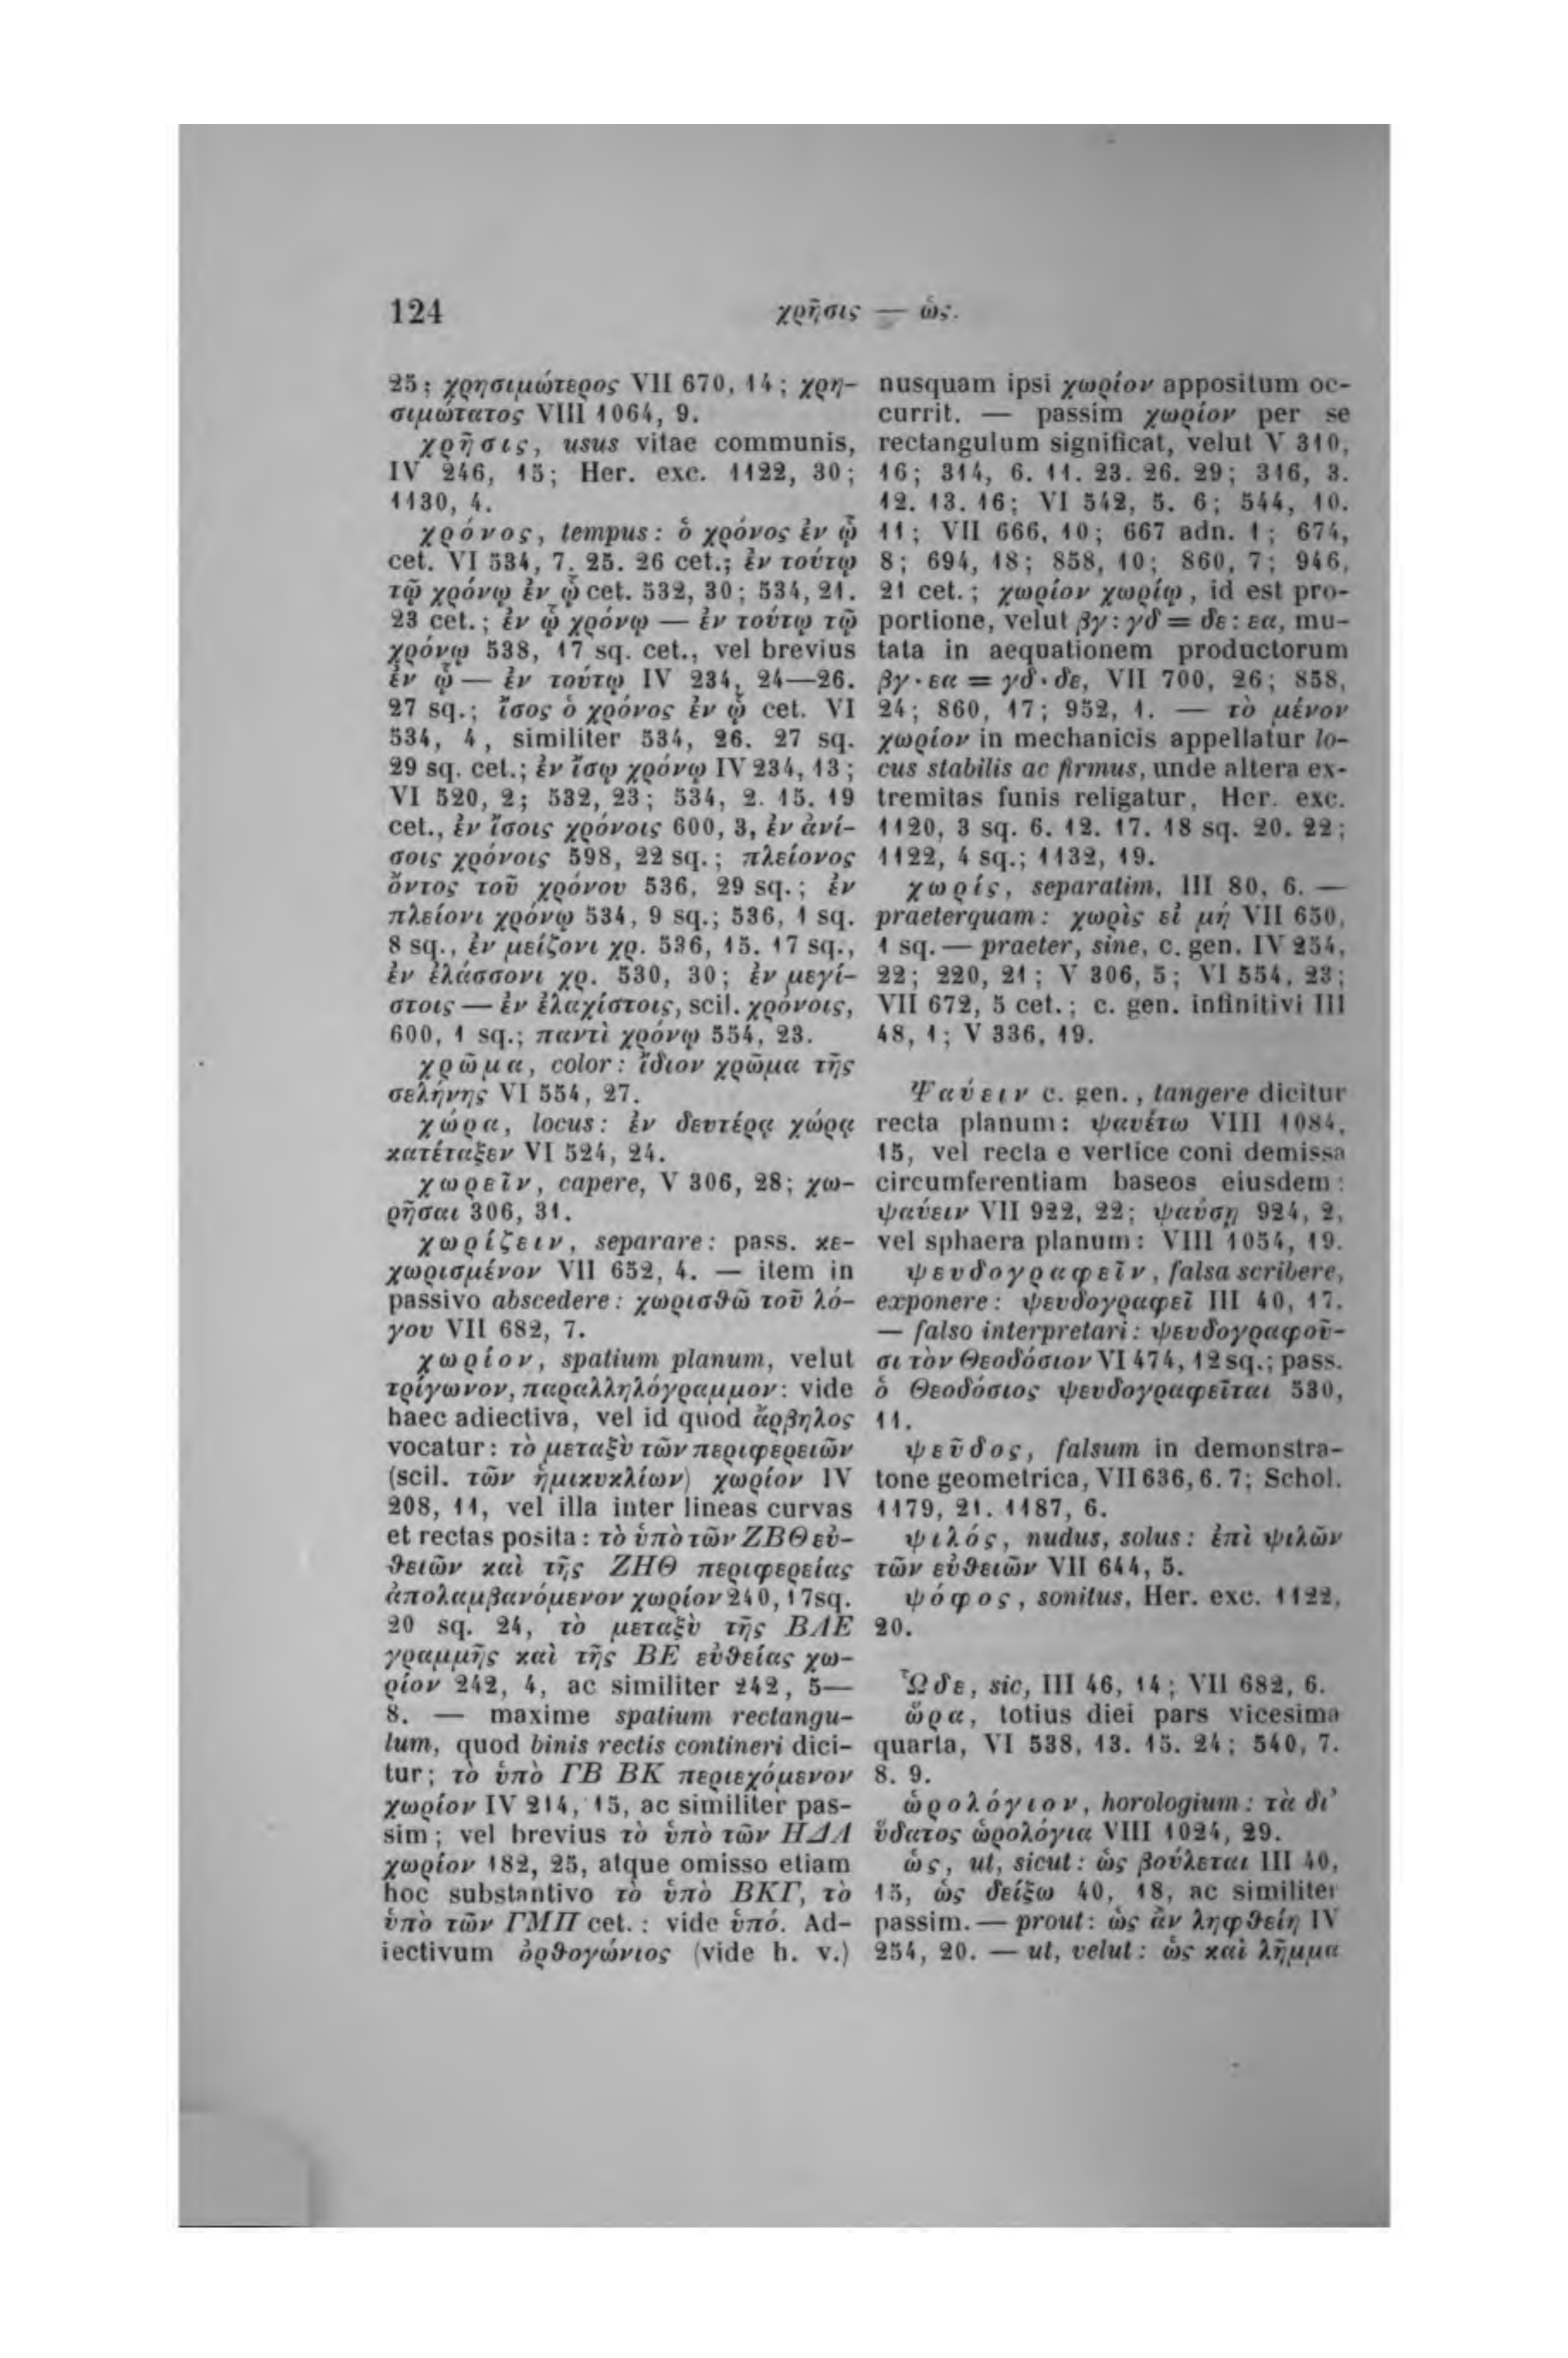 124
χρῆσις — ὡς.
25; χρησιμώτερος VII 670, 14; χρη-
σιμώτατος VIII 1064, 9.
χρῆσις, usus vitae communis,
IV 246, 15; Her. exc. 1122, 30;
1130, 4.
χρόνος, tempus: ὁ χρόνος ἐν ᾧ
cet. VI 534, 7. 25. 26 cet.; ἐν τούτῳ
τῷ χρόνῳ ἐν ᾧ cet. 532, 30; 534, 21.
23 cet.; ἐν ᾧ χρόνῳ — ἐν τούτῳ τῷ
χρόνῳ 538, 17 sq. cet., vel brevius
ἐν ᾧ — ἐν τούτῳ IV 234, 24—26.
27 sq.; ἴσος ὁ χρόνος ἐν ᾧ cet. VI
534, 4, similiter 534, 26. 27 sq.
29 sq. cet.; ἐν ἴσῳ χρόνῳ IV 234, 13;
VI 520, 2; 532, 23; 534, 2. 15. 19
cet., ἐν ἴσοις χρόνοις 600, 3, ἐν ἀνί-
σοις χρόνοις 598, 22 sq.; πλείονος
ὄντος τοῦ χρόνου 536, 29 sq.; ἐν
πλείονι χρόνῳ 534, 9 sq.; 536, 1 sq.
8 sq., ἐν μείζονι χρ. 536, 15. 17 sq.,
ἐν ἐλάσσονι χρ. 530, 30; ἐν μεγί-
στοις — ἐν ἐλαχίστοις, scil. χρόνοις,
600, 1 sq.; παντὶ χρόνῳ 554, 23.
χρῶμα, color: ἴδιον χρῶμα τῆς
σελήνης VI 554, 27.
χώρα, locus: ἐν δευτέρᾳ χώρᾳ
κατέταξεν VI 524, 24.
χωρεῖν, capere, V 306, 28; χω-
ρῆσαι 306, 31.
χωρίζειν, separare: pass. κε-
χωρισμένον VII 652, 4. — item in
passivo abscedere: χωρισθῶ τοῦ λό-
γου VII 682, 7.
χωρίον, spatium planum, velut
τρίγωνον, παραλληλόγραμμον: vide
haec adiectiva, vel id quod ἄρβηλος
vocatur: τὸ μεταξὺ τῶν περιφερειῶν
(scil. τῶν ἡμικυκλίων) χωρίον IV
208, 11, vel illa inter lineas curvas
et rectas posita: τὸ ὑπὸ τῶν ΖΒΘ εὐ-
θειῶν καὶ τῆς ΖΗΘ περιφερείας
ἀπολαμβανόμενον χωρίον 240, 17sq.
20 sq. 24, τὸ μεταξὺ τῆς ΒΛΕ
γραμμῆς καὶ τῆς ΒΕ εὐθείας χω-
ρίον 242, 4, ac similiter 242, 5—
8. — maxime spatium rectangu-
lum, quod binis rectis contineri dici-
tur; τὸ ὑπὸ ΓΒ ΒΚ περιεχόμενον
χωρίον IV 214, 15, ac similiter pas-
sim; vel brevius τὸ ὑπὸ τῶν ΗΔΛ
χωρίον 182, 25, atque omisso etiam
hoc substantivo τὸ ὑπὸ ΒΚΓ, τὸ
ὑπὸ τῶν ΓΜΠ cet.: vide ὑπό. Ad-
iectivum ὀρθογώνιος (vide h. v.)
nusquam ipsi χωρίον appositum oc-
currit. — passim χωρίον per se
rectangulum significat, velut V 310,
16; 314, 6. 11. 23. 26. 29; 316, 3.
12. 13. 16; VI 542, 5. 6; 544, 10.
11; VII 666, 10; 667 adn. 1; 674,
8; 694, 18; 858, 10; 860, 7; 946,
21 cet.; χωρίον χωρίῳ, id est pro-
portione, velut βγ : γδ = δε : εα, mu-
tata in aequationem productorum
βγ · εα = γδ · δε, VII 700, 26; 858,
24; 860, 17; 952, 1. — τὸ μένον
χωρίον in mechanicis appellatur lo-
cus stabilis ac firmus, unde altera ex-
tremitas funis religatur, Her. exc.
1120, 3 sq. 6. 12. 17. 18 sq. 20. 22;
1122, 4 sq.; 1132, 19.
χωρίς, separatim, III 80, 6. —
praeterquam: χωρὶς εἰ μή VII 650,
1 sq. — praeter, sine, c. gen. IV 254,
22; 220, 21; V 306, 5; VI 554, 23;
VII 672, 5 cet.; c. gen. infinitivi III
48, 1; V 336, 19.
Ψαύειν c. gen., tangere dicitur
recta planum: ψαυέτω VIII 1084,
15, vel recta e vertice coni demissa
circumferentiam baseos eiusdem:
ψαύειν VII 922, 22; ψαύσῃ 924, 2,
vel sphaera planum: VIII 1054, 19.
ψευδογραφεῖν, falsa scribere,
exponere: ψευδογραφεῖ III 40, 17.
— falso interpretari: ψευδογραφοῦ-
σι τὸν Θεοδόσιον VI 474, 12 sq.; pass.
ὁ Θεοδόσιος ψευδογραφεῖται 530,
11.
ψεῦδος, falsum in demonstra-
tone geometrica, VII 636, 6. 7; Schol.
1179, 21. 1187, 6.
ψιλός, nudus, solus: ἐπὶ ψιλῶν
τῶν εὐθειῶν VII 644, 5.
ψόφος, sonitus, Her. exc. 1122,
20.
Ὧδε, sic, III 46, 14; VII 682, 6.
ὥρα, totius diei pars vicesima
quarta, VI 538, 13. 15. 24; 540, 7.
8. 9.
ὡρολόγιον, horologium: τὰ δι’
ὕδατος ὡρολόγια VIII 1024, 29.
ὡς, ut, sicut: ὡς βούλεται III 40,
15, ὡς δείξω 40, 18, ac similiter
passim. — prout: ὡς ἂν ληφθείη IV
254, 20. — ut, velut: ὡς καὶ λῆμμα